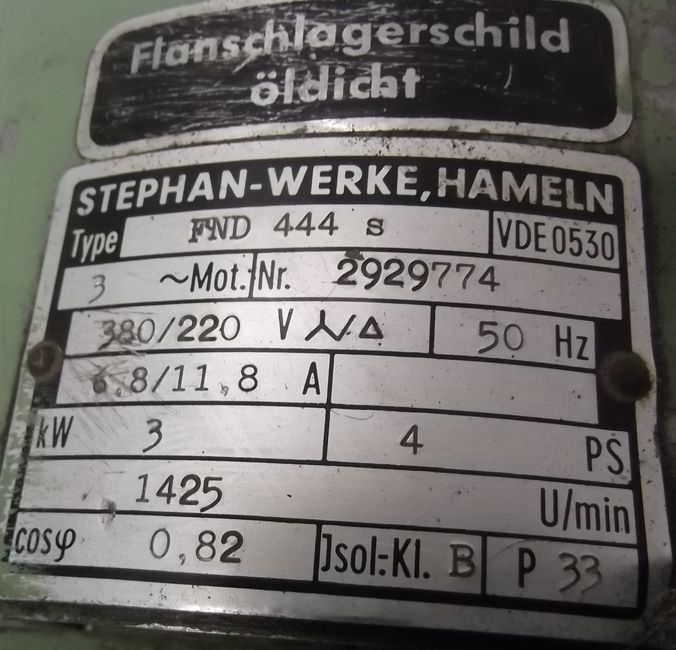 Flanschlagerschild
öldicht
STEPHAN-WERKE, HAMELN
Type FND 444 s VDE 0530
3 ~Mot. Nr. 2929774
380/220 V ⅄/Δ 50 Hz
6,8/11,8 A
kW 3 4 PS
1425 U/min
cosφ 0,82 Jsol.-Kl. B P 33